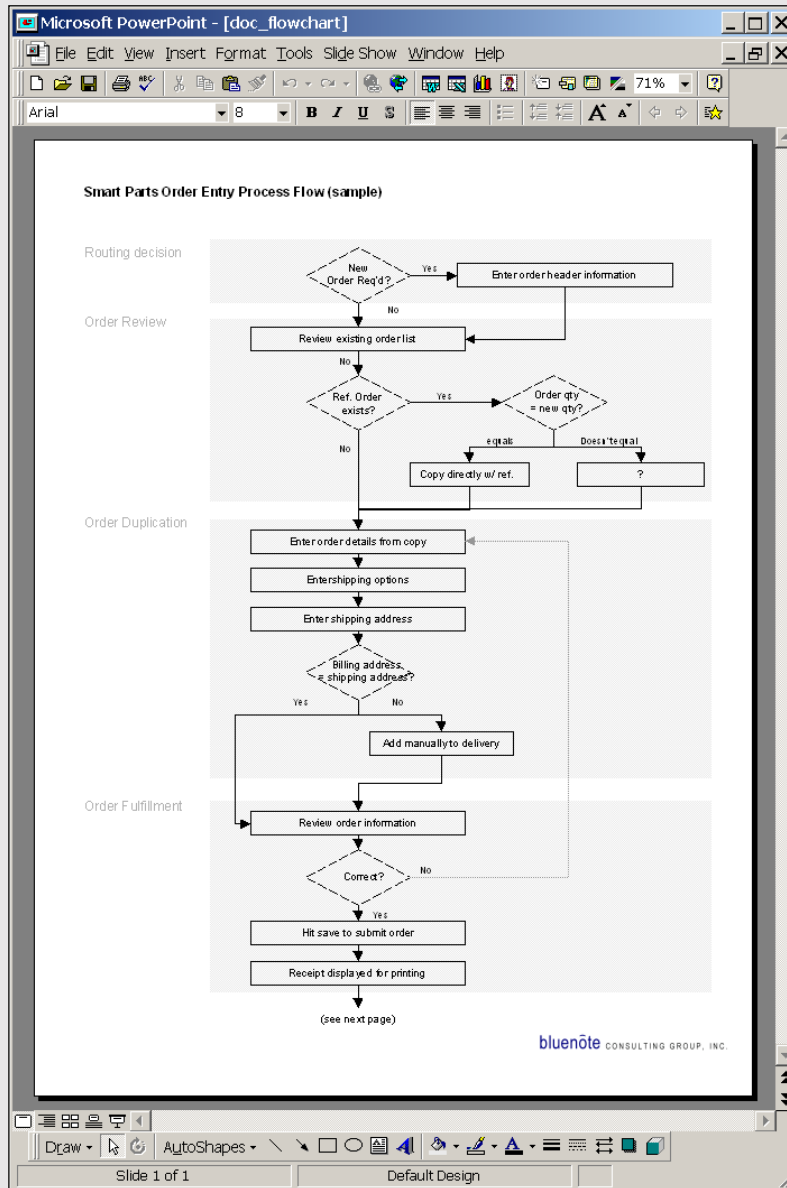 Microsoft PowerPoint - [doc_flowchart]
File Edit View Insert Format Tools Slide Show Window Help
ABC 71%
Arial 8 B I U S A A
Smart Parts Order Entry Process Flow (sample)
Routing decision
New
Order Req'd?
Yes
Enter order header information
No
Order Review
Review existing order list
No
Ref. Order
exists?
Yes
Order qty
= new qty?
equals
Doesn't equal
No
Copy directly w/ ref.
?
Order Duplication
Enter order details from copy
Enter shipping options
Enter shipping address
Billing address
= shipping address?
Yes
No
Add manually to delivery
Order Fulfillment
Review order information
Correct?
No
Yes
Hit save to submit order
Receipt displayed for printing
(see next page)
bluenōte CONSULTING GROUP, INC.
Draw AutoShapes A A
Slide 1 of 1 Default Design